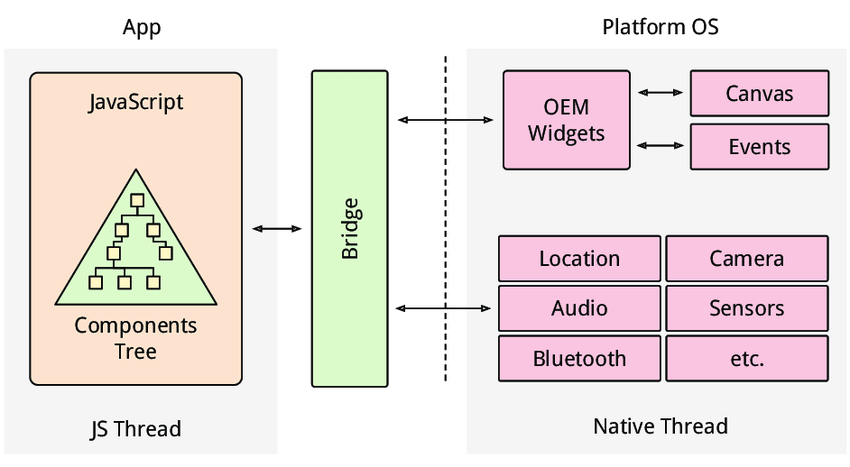 App
JavaScript
Components
Tree
JS Thread
Bridge
Platform OS
OEM
Widgets
Canvas
Events
Location
Camera
Audio
Sensors
Bluetooth
etc.
Native Thread